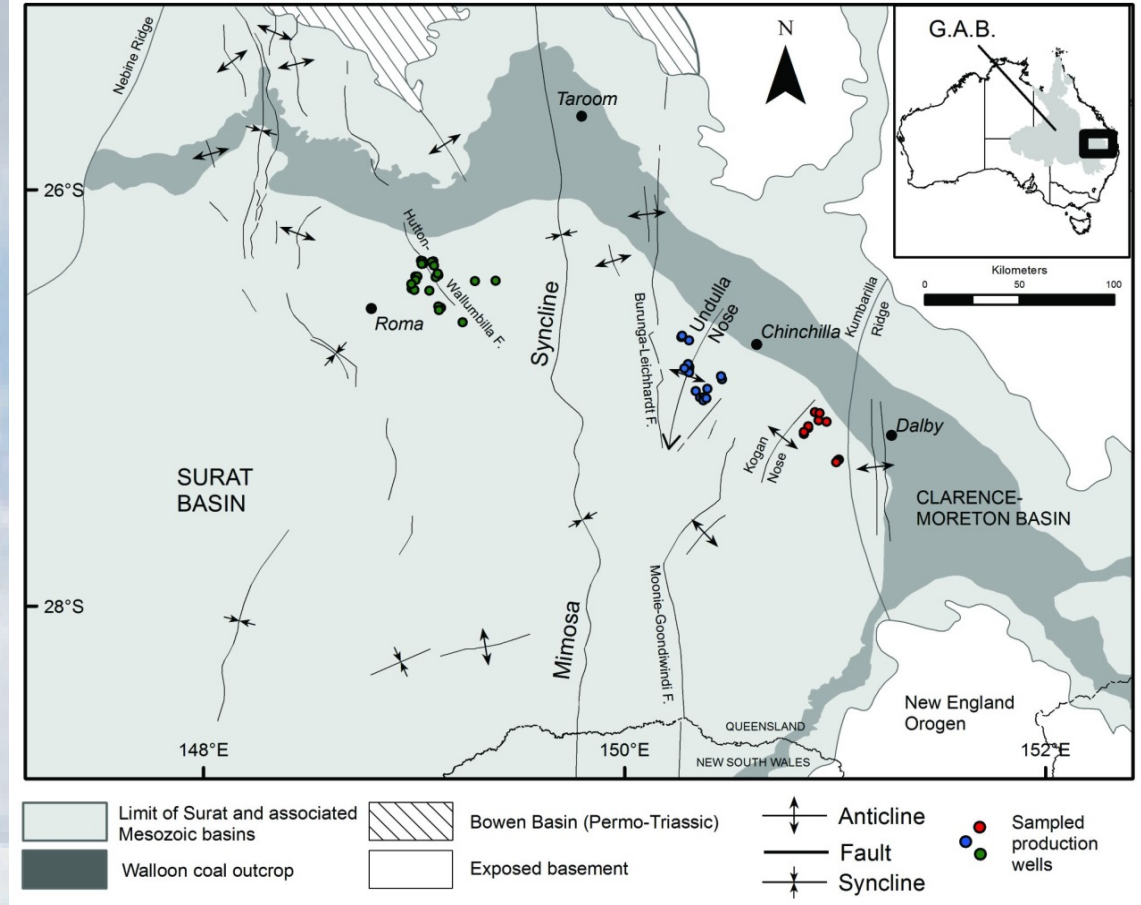 Nebine Ridge
N
G.A.B.
Taroom
26°S
Kilometers
0 50 100
Hutton-
Wallumbilla F.
Roma
Syncline
Burunga-Leichhardt F.
Undulla
Nose
Chinchilla
Kumbarilla
Ridge
Dalby
Kogan
Nose
SURAT
BASIN
CLARENCE-
MORETON BASIN
28°S
Mimosa
Moonie-Goondiwindi F.
New England
Orogen
QUEENSLAND
NEW SOUTH WALES
148°E
150°E
152°E
Limit of Surat and associated
Mesozoic basins
Walloon coal outcrop
Bowen Basin (Permo-Triassic)
Exposed basement
Anticline
Fault
Syncline
Sampled
production
wells